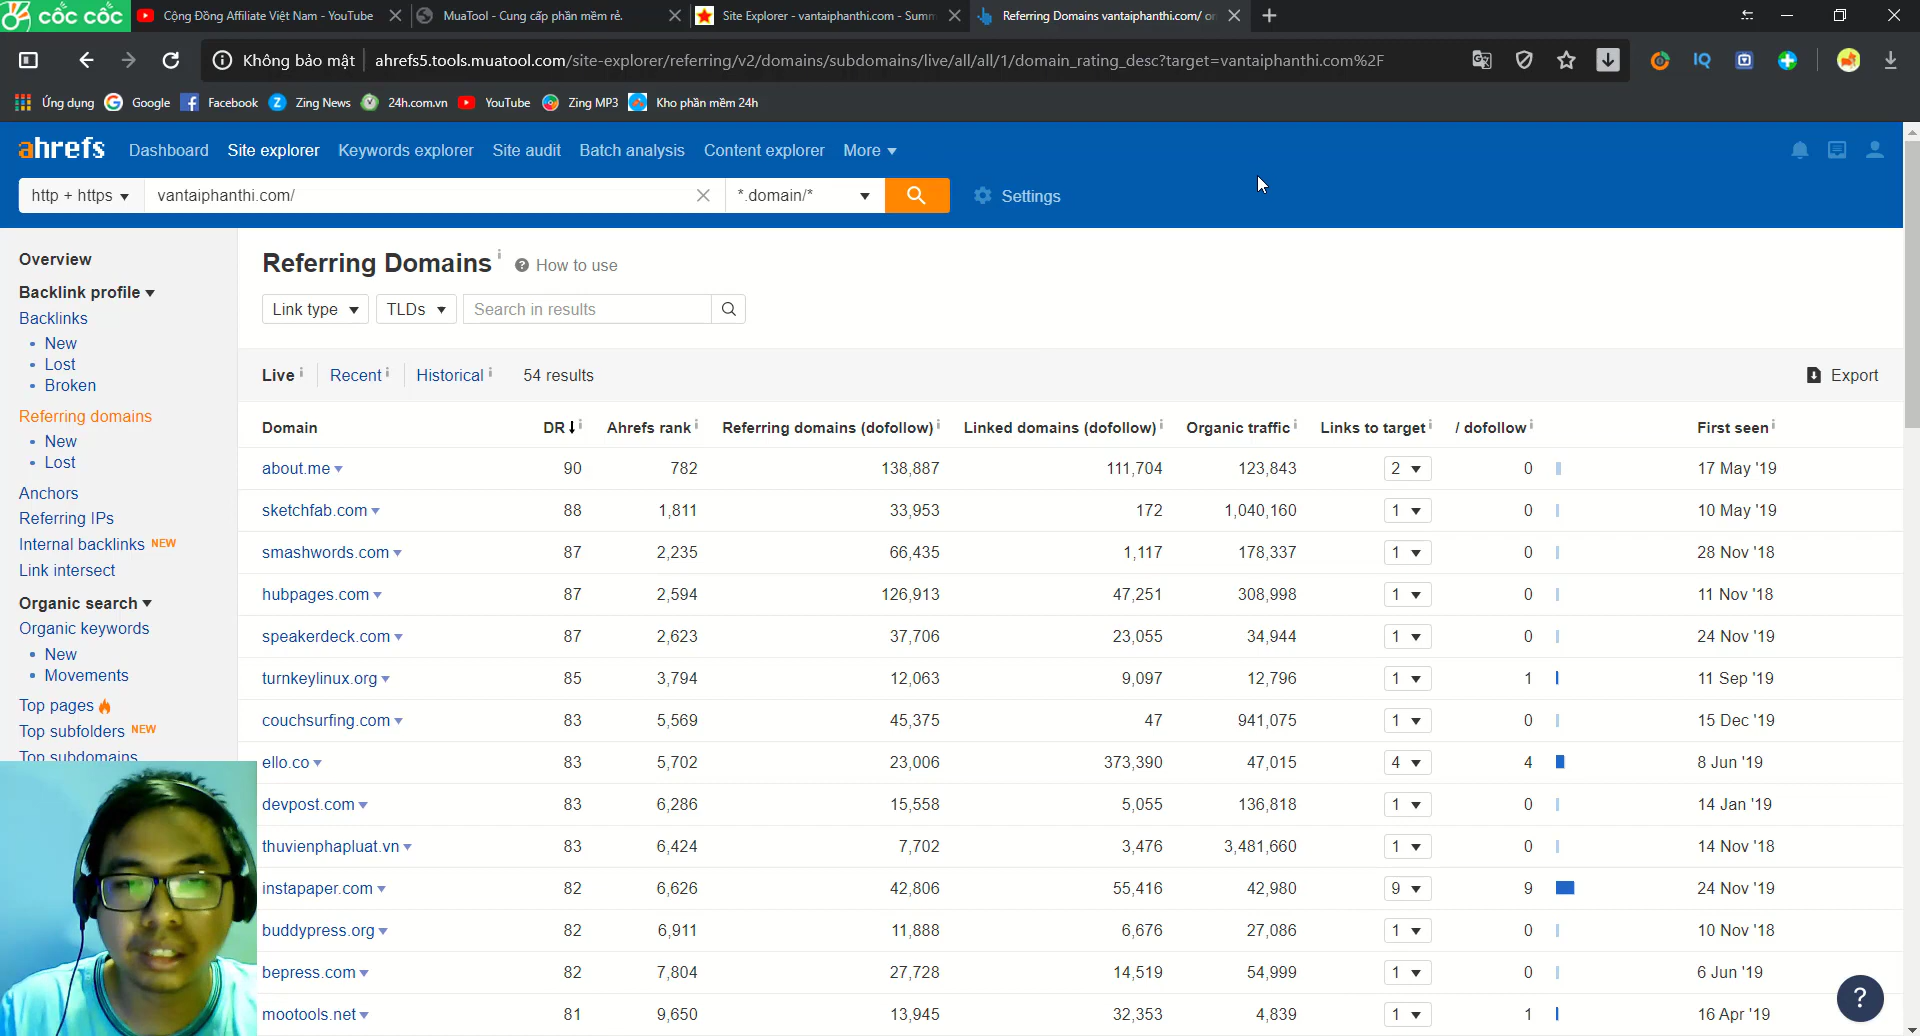 cốc cốc
Cộng Đồng Affiliate Việt Nam - YouTube
MuaTool - Cung cấp phần mềm rẻ.
Site Explorer - vantaiphanthi.com - Summ
Referring Domains vantaiphanthi.com/ or
Không bảo mật
ahrefs5.tools.muatool.com/site-explorer/referring/v2/domains/subdomains/live/all/all/1/domain_rating_desc?target=vantaiphanthi.com%2F
Ứng dụng Google Facebook Zing News 24h.com.vn YouTube Zing MP3 Kho phần mềm 24h
ahrefs Dashboard Site explorer Keywords explorer Site audit Batch analysis Content explorer More
http + https vantaiphanthi.com/ *.domain/* Settings
Overview
Backlink profile
Backlinks
New
Lost
Broken
Referring domains
New
Lost
Anchors
Referring IPs
Internal backlinks NEW
Link intersect
Organic search
Organic keywords
New
Movements
Top pages
Top subfolders NEW
Top subdomains
Referring Domains i ? How to use
Link type TLDs Search in results
Live i Recent i Historical i 54 results Export
Domain DR i Ahrefs rank i Referring domains (dofollow) i Linked domains (dofollow) i Organic traffic i Links to target i / dofollow i First seen i
about.me 90 782 138,887 111,704 123,843 2 0 17 May '19
sketchfab.com 88 1,811 33,953 172 1,040,160 1 0 10 May '19
smashwords.com 87 2,235 66,435 1,117 178,337 1 0 28 Nov '18
hubpages.com 87 2,594 126,913 47,251 308,998 1 0 11 Nov '18
speakerdeck.com 87 2,623 37,706 23,055 34,944 1 0 24 Nov '19
turnkeylinux.org 85 3,794 12,063 9,097 12,796 1 1 11 Sep '19
couchsurfing.com 83 5,569 45,375 47 941,075 1 0 15 Dec '19
ello.co 83 5,702 23,006 373,390 47,015 4 4 8 Jun '19
devpost.com 83 6,286 15,558 5,055 136,818 1 0 14 Jan '19
thuvienphapluat.vn 83 6,424 7,702 3,476 3,481,660 1 0 14 Nov '18
instapaper.com 82 6,626 42,806 55,416 42,980 9 9 24 Nov '19
buddypress.org 82 6,911 11,888 6,676 27,086 1 0 10 Nov '18
bepress.com 82 7,804 27,728 14,519 54,999 1 0 6 Jun '19
mootools.net 81 9,650 13,945 32,353 4,839 1 1 16 Apr '19
?